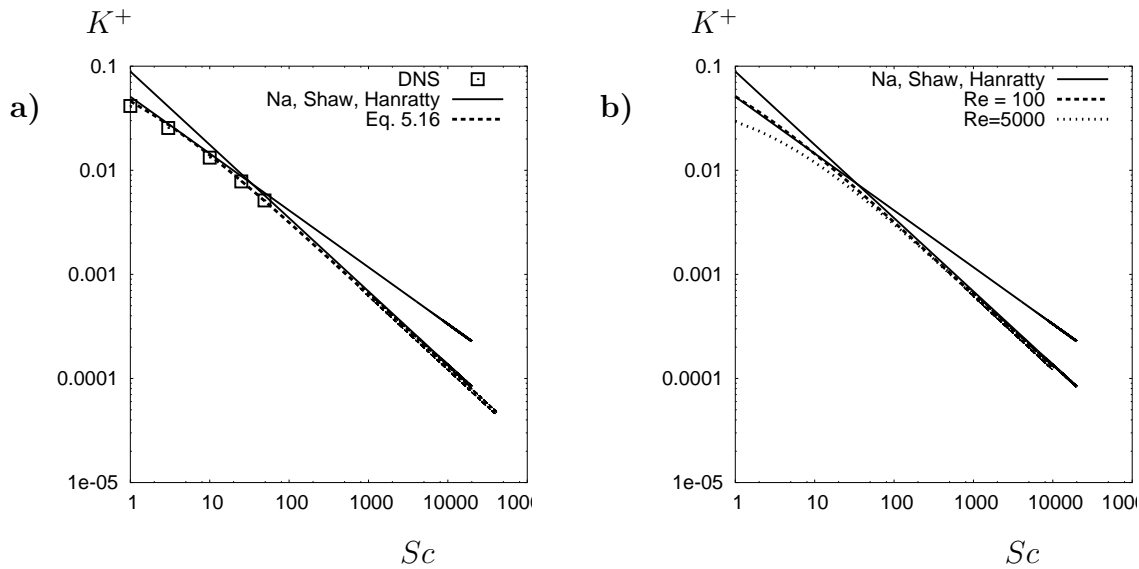 K+
a)
DNS
Na, Shaw, Hanratty
Eq. 5.16
0.1
0.01
0.001
0.0001
1e-05
1 10 100 1000 10000 1000
Sc
K+
b)
Na, Shaw, Hanratty
Re = 100
Re=5000
0.1
0.01
0.001
0.0001
1e-05
1 10 100 1000 10000 100
Sc